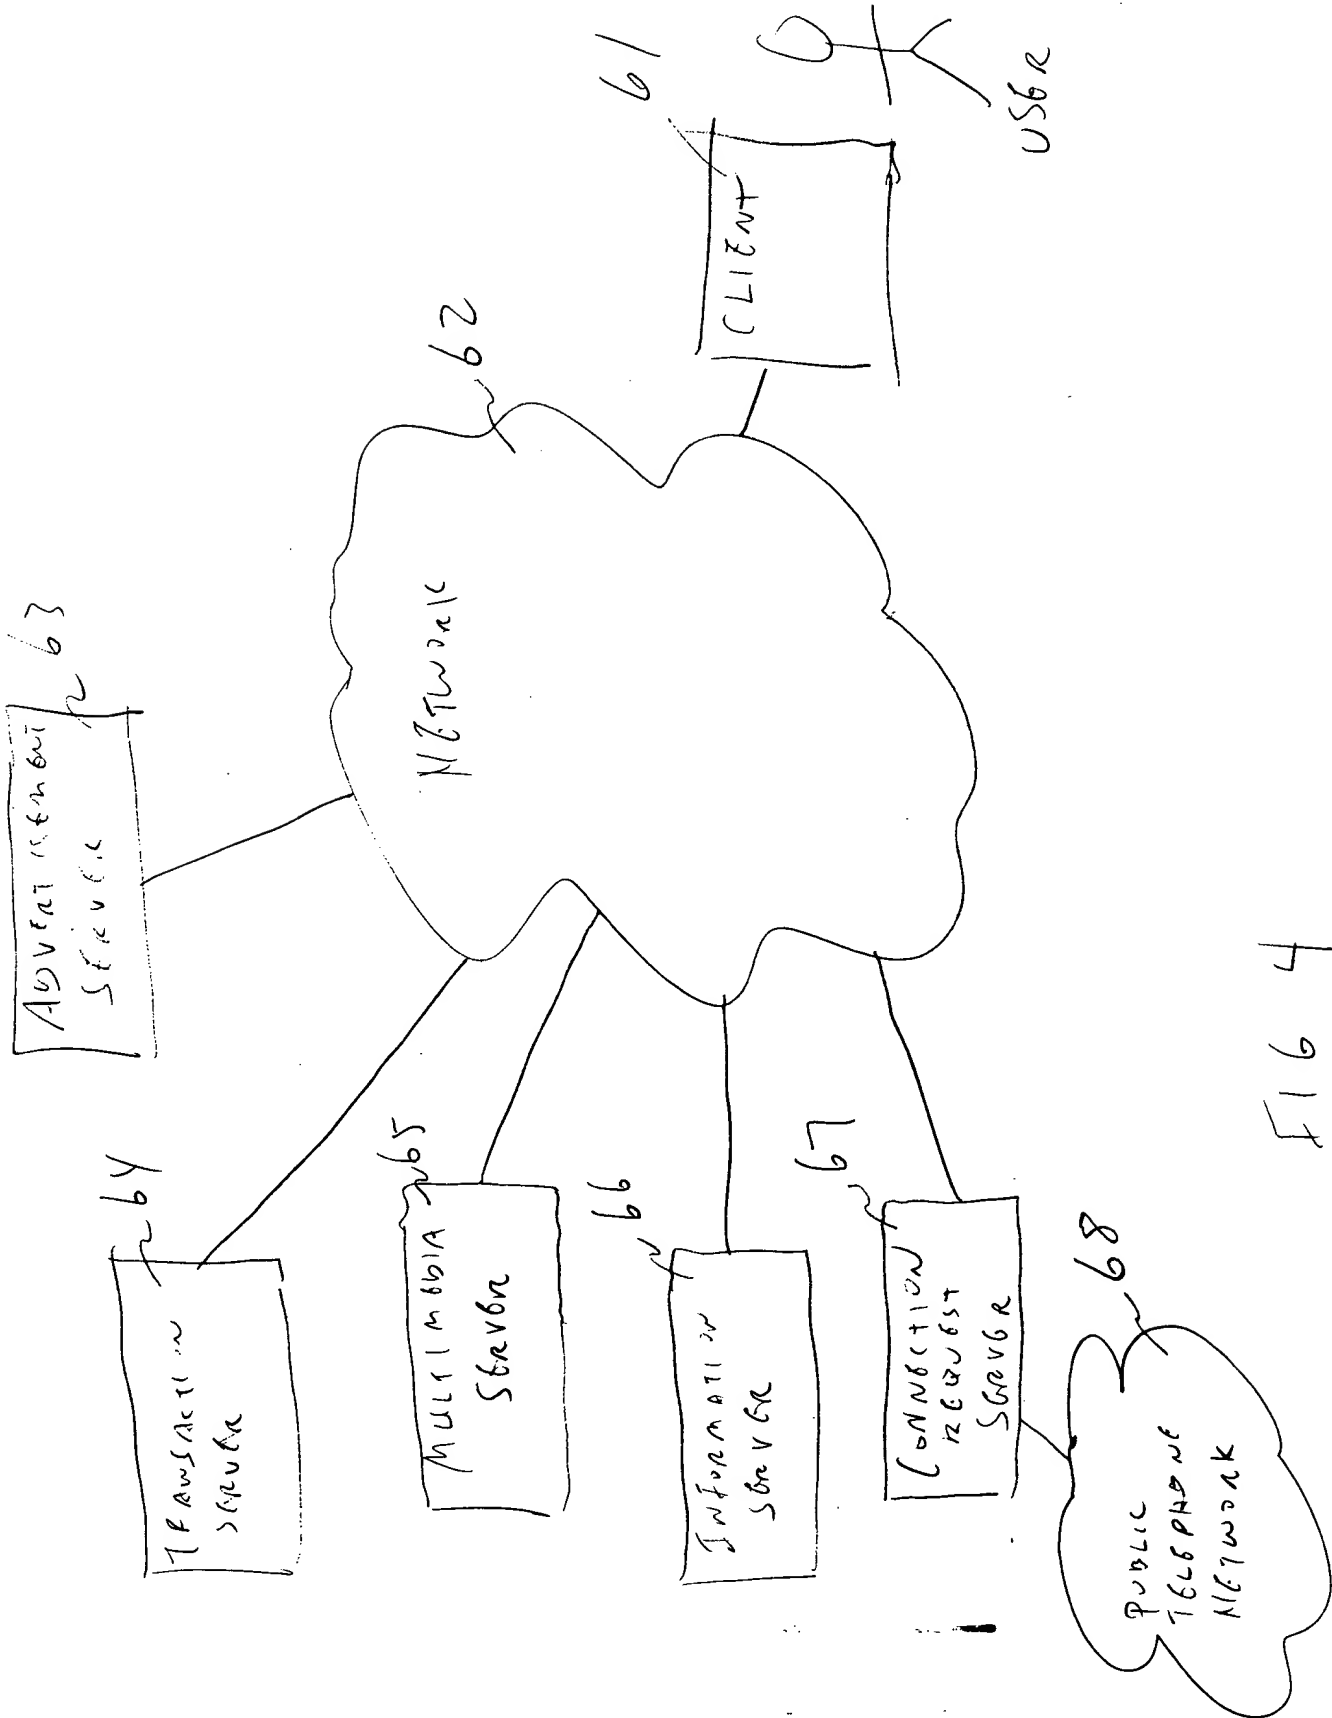 ADVERTISEMENT
SERVER
63
TRANSACTION
SERVER
64
MULTIMEDIA
SERVER
65
INFORMATION
SERVER
66
CONNECTION
REQUEST
SERVER
67
PUBLIC
TELEPHONE
NETWORK
68
NETWORK
62
CLIENT
61
USER
FIG 4